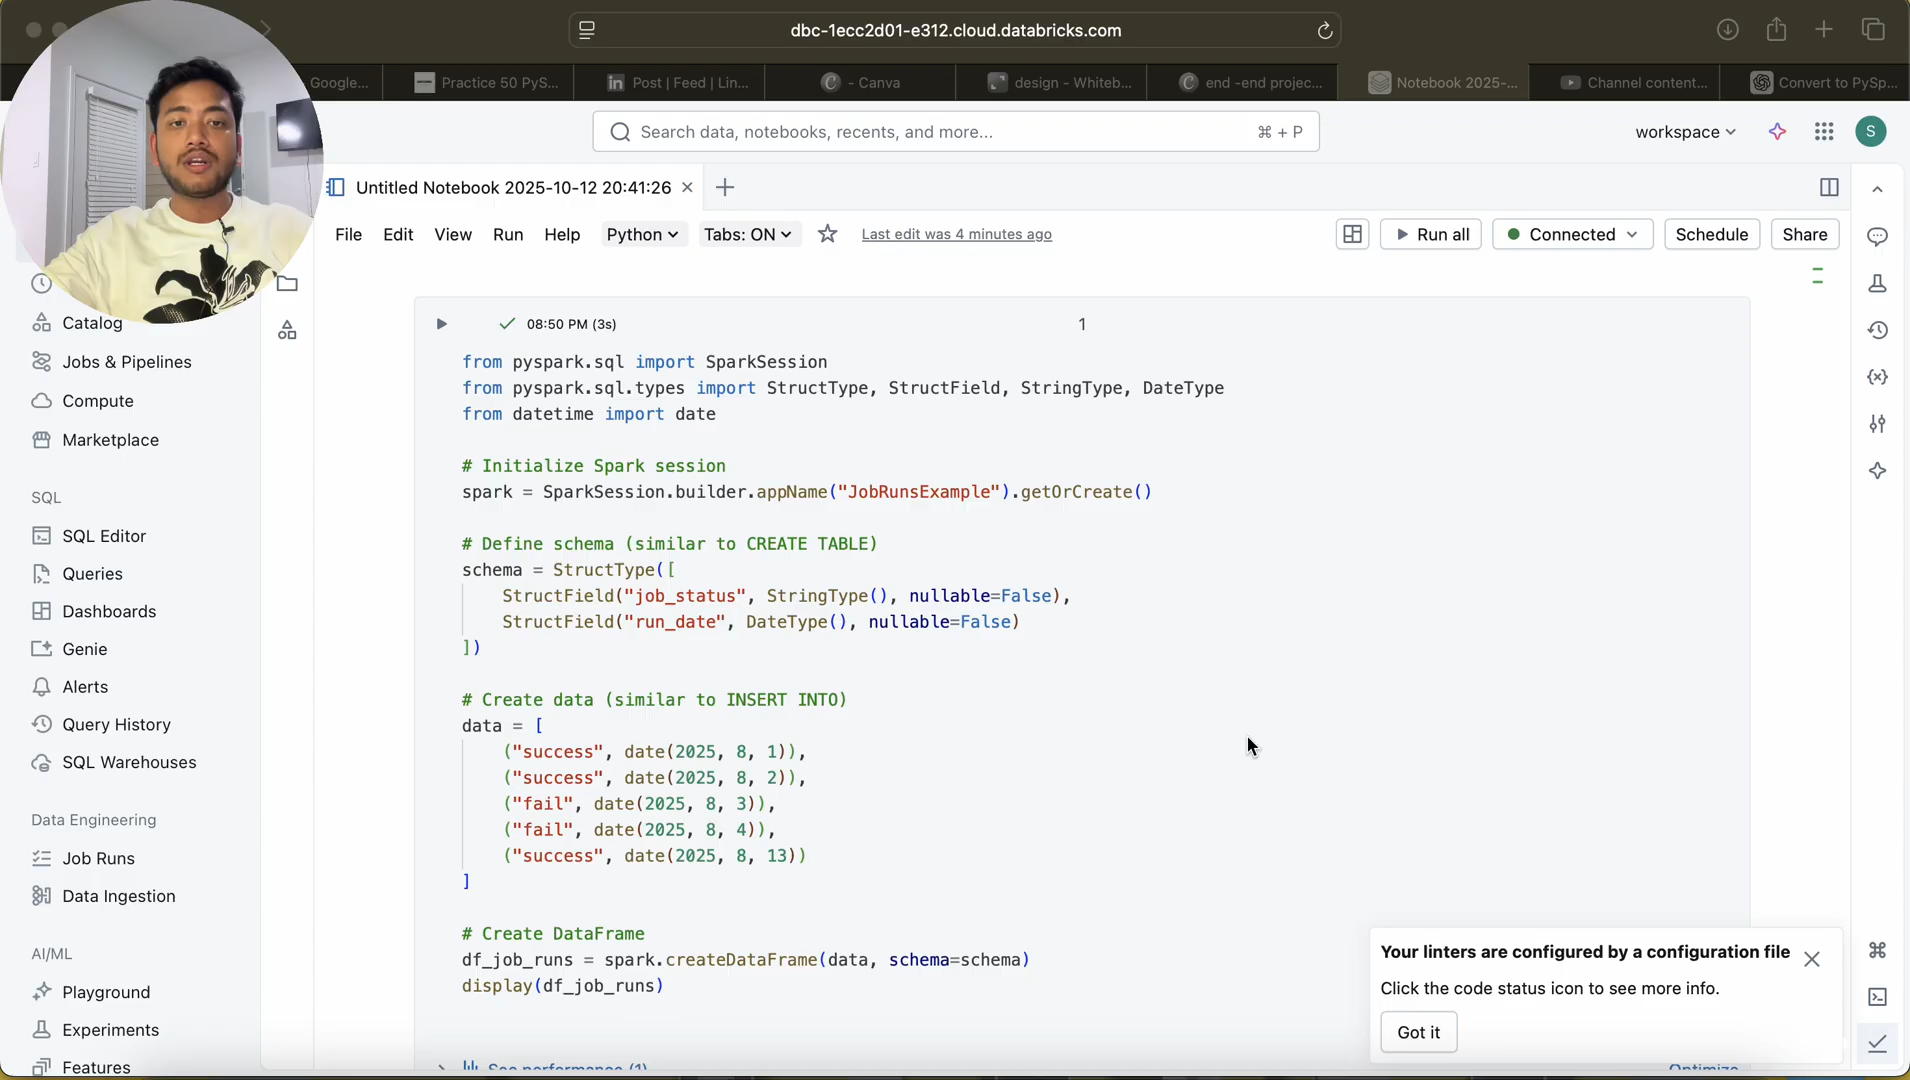 dbc-1ecc2d01-e312.cloud.databricks.com
Google...
Practice 50 PyS...
Post | Feed | Lin...
- Canva
design - Whiteb...
end -end projec...
Notebook 2025-...
Channel content...
Convert to PySp...
Search data, notebooks, recents, and more...
⌘ + P
workspace
S
Untitled Notebook 2025-10-12 20:41:26
File
Edit
View
Run
Help
Python
Tabs: ON
Last edit was 4 minutes ago
Run all
Connected
Schedule
Share
Catalog
Jobs & Pipelines
Compute
Marketplace
SQL
SQL Editor
Queries
Dashboards
Genie
Alerts
Query History
SQL Warehouses
Data Engineering
Job Runs
Data Ingestion
AI/ML
Playground
Experiments
Features
08:50 PM (3s)
1
from pyspark.sql import SparkSession
from pyspark.sql.types import StructType, StructField, StringType, DateType
from datetime import date
# Initialize Spark session
spark = SparkSession.builder.appName("JobRunsExample").getOrCreate()
# Define schema (similar to CREATE TABLE)
schema = StructType([
StructField("job_status", StringType(), nullable=False),
StructField("run_date", DateType(), nullable=False)
])
# Create data (similar to INSERT INTO)
data = [
("success", date(2025, 8, 1)),
("success", date(2025, 8, 2)),
("fail", date(2025, 8, 3)),
("fail", date(2025, 8, 4)),
("success", date(2025, 8, 13))
]
# Create DataFrame
df_job_runs = spark.createDataFrame(data, schema=schema)
display(df_job_runs)
See performance (1)
Optimize
Your linters are configured by a configuration file
Click the code status icon to see more info.
Got it